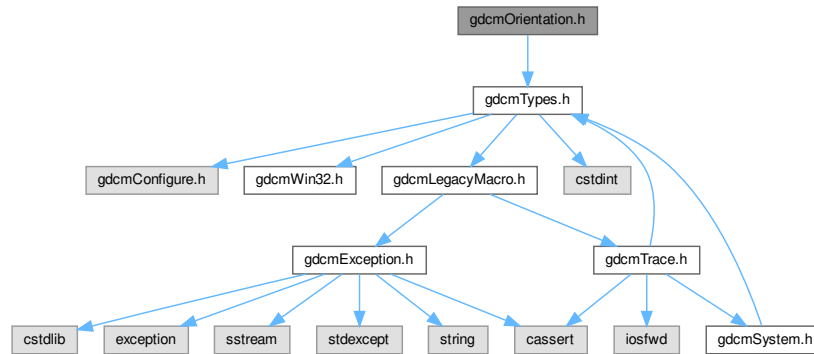 gdcmOrientation.h
gdcmTypes.h
gdcmConfigure.h
gdcmWin32.h
gdcmLegacyMacro.h
cstdint
gdcmException.h
gdcmTrace.h
cstdlib
exception
sstream
stdexcept
string
cassert
iosfwd
gdcmSystem.h